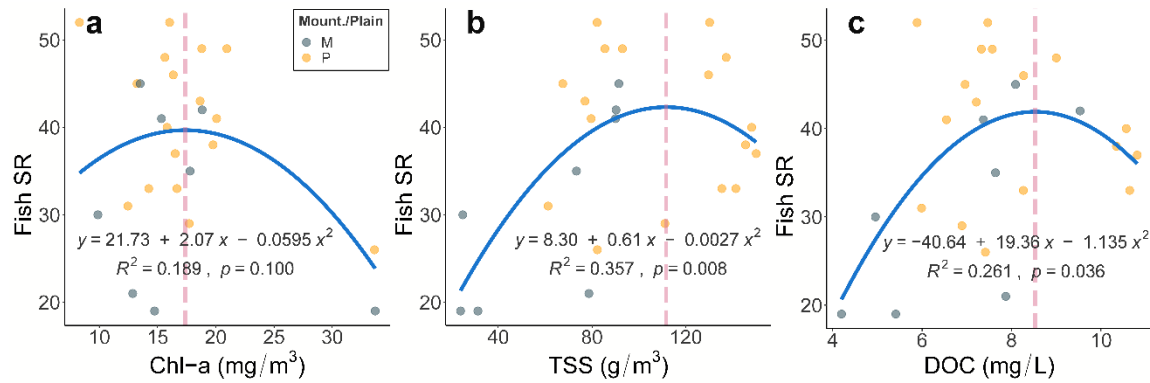 a
Mount./Plain
M
P
50
40
30
20
Fish SR
y = 21.73 + 2.07 x − 0.0595 x²
R² = 0.189 , p = 0.100
10 15 20 25 30 35
Chl−a (mg/m³)
b
50
40
30
20
Fish SR
y = 8.30 + 0.61 x − 0.0027 x²
R² = 0.357 , p = 0.008
40 80 120
TSS (g/m³)
c
50
40
30
20
Fish SR
y = −40.64 + 19.36 x − 1.135 x²
R² = 0.261 , p = 0.036
4 6 8 10
DOC (mg/L)